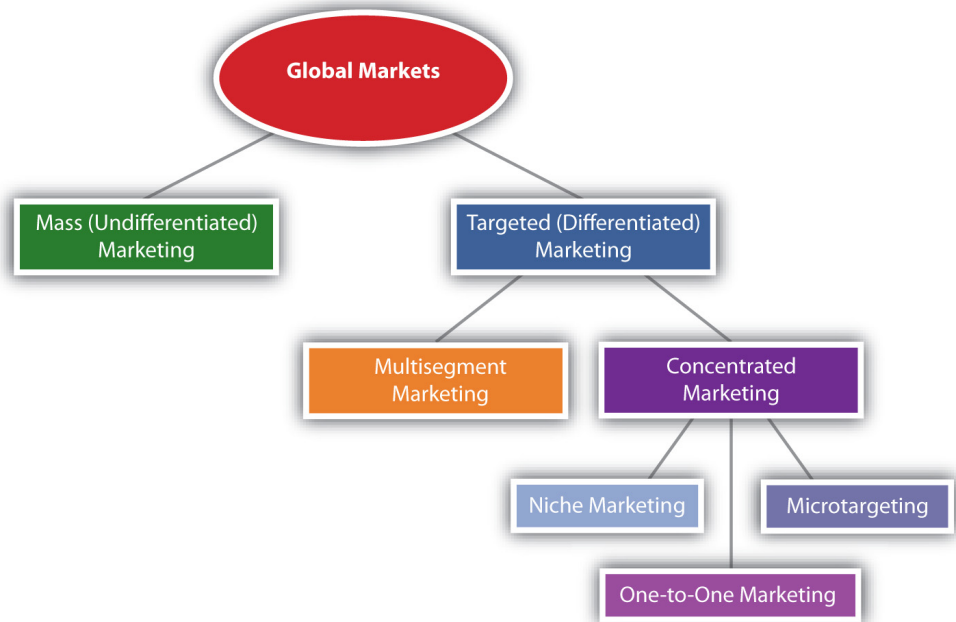 Global Markets
Mass (Undifferentiated)
Marketing
Targeted (Differentiated)
Marketing
Multisegment
Marketing
Concentrated
Marketing
Niche Marketing
Microtargeting
One-to-One Marketing